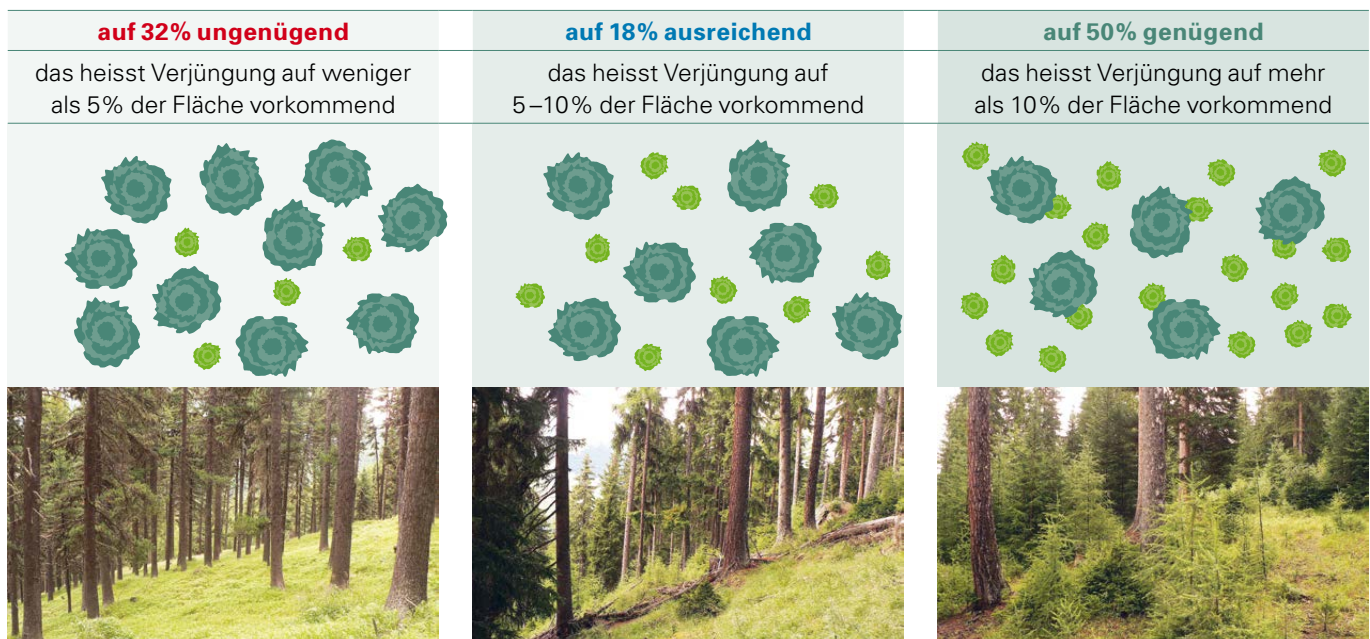 auf 32% ungenügend
das heisst Verjüngung auf weniger
als 5% der Fläche vorkommend
auf 18% ausreichend
das heisst Verjüngung auf
5–10% der Fläche vorkommend
auf 50% genügend
das heisst Verjüngung auf mehr
als 10% der Fläche vorkommend